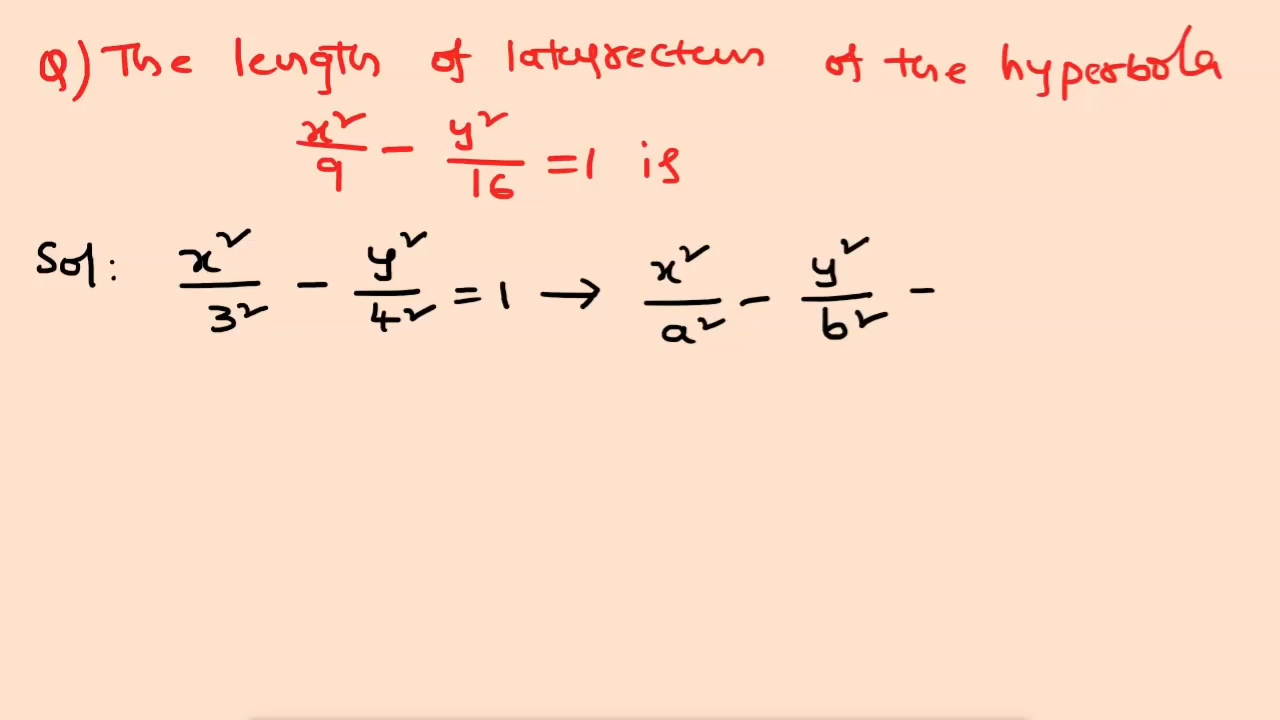 Q) The length of latusrectum of the hyperbola
x²/9 - y²/16 = 1 is
Sol: x²/3² - y²/4² = 1 → x²/a² - y²/b² -